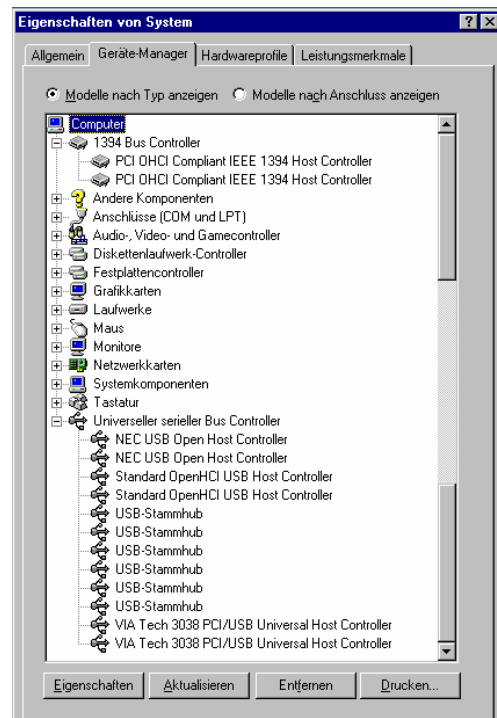 Eigenschaften von System
Allgemein Geräte-Manager Hardwareprofile Leistungsmerkmale
Modelle nach Typ anzeigen Modelle nach Anschluss anzeigen
Computer
1394 Bus Controller
PCI OHCI Compliant IEEE 1394 Host Controller
PCI OHCI Compliant IEEE 1394 Host Controller
Andere Komponenten
Anschlüsse (COM und LPT)
Audio-, Video- und Gamecontroller
Diskettenlaufwerk-Controller
Festplattencontroller
Grafikkarten
Laufwerke
Maus
Monitore
Netzwerkkarten
Systemkomponenten
Tastatur
Universeller serieller Bus Controller
NEC USB Open Host Controller
NEC USB Open Host Controller
Standard OpenHCI USB Host Controller
Standard OpenHCI USB Host Controller
USB-Stammhub
USB-Stammhub
USB-Stammhub
USB-Stammhub
USB-Stammhub
USB-Stammhub
VIA Tech 3038 PCI/USB Universal Host Controller
VIA Tech 3038 PCI/USB Universal Host Controller
Eigenschaften Aktualisieren Entfernen Drucken...